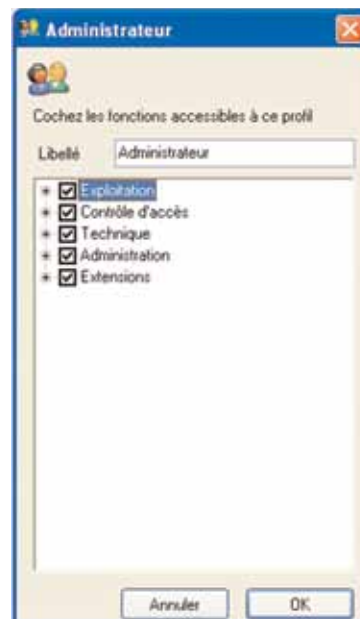 Administrateur
Cochez les fonctions accessibles à ce profil
Libellé Administrateur
Exploitation
Contrôle d'accès
Technique
Administration
Extensions
Annuler OK